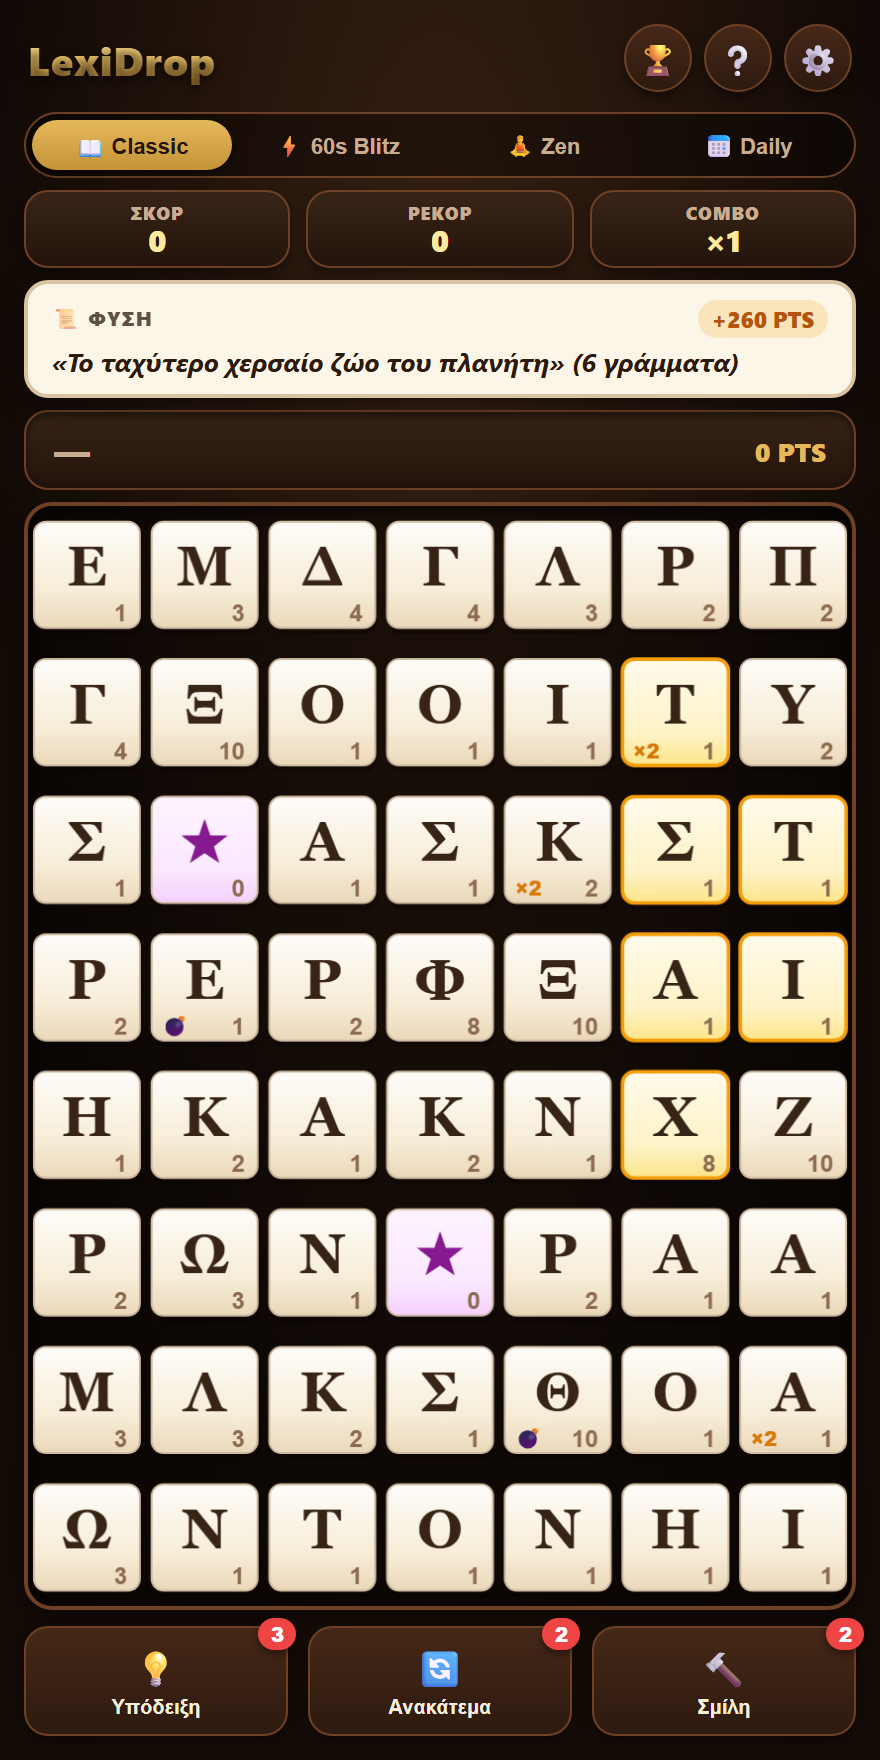 LexiDrop
Classic 60s Blitz Zen Daily
ΣΚΟΡ ΡΕΚΟΡ COMBO
0 0 ×1
ΦΥΣΗ +260 PTS
«Το ταχύτερο χερσαίο ζώο του πλανήτη» (6 γράμματα)
— 0 PTS
Ε Μ Δ Γ Λ Ρ Π
1 3 4 4 3 2 2
Γ Ξ Ο Ο Ι Τ Υ
4 10 1 1 1 ×2 1 2
Σ ★ Α Σ Κ Σ Τ
1 0 1 1 ×2 2 1 1
Ρ Ε Ρ Φ Ξ Α Ι
2 1 2 8 10 1 1
Η Κ Α Κ Ν Χ Ζ
1 2 1 2 1 8 10
Ρ Ω Ν ★ Ρ Α Α
2 3 1 0 2 1 1
Μ Λ Κ Σ Θ Ο Α
3 3 2 1 10 1 ×2 1
Ω Ν Τ Ο Ν Η Ι
3 1 1 1 1 1 1
3 2 2
Υπόδειξη Ανακάτεμα Σμίλη